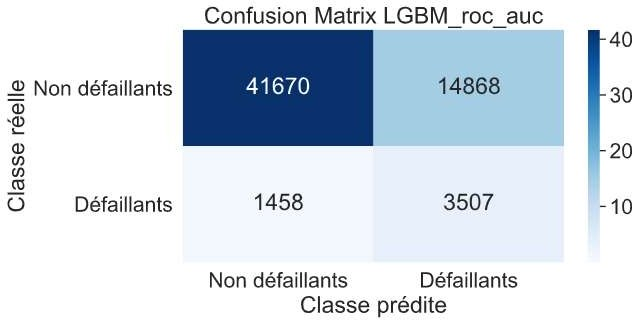 Confusion Matrix LGBM_roc_auc
Classe réelle
Non défaillants
41670
14868
Défaillants
1458
3507
Non défaillants
Défaillants
Classe prédite
40
30
20
10